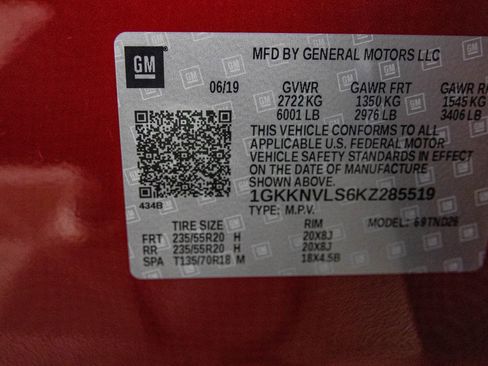 GM
MFD BY GENERAL MOTORS LLC
06/19 GVWR GAWR FRT GAWR
2722 KG 1350 KG 1545 KG
6001 LB 2976 LB 3406 LB
THIS VEHICLE CONFORMS TO ALL
APPLICABLE U.S. FEDERAL MOTOR
VEHICLE SAFETY STANDARDS IN EFFECT
ON THE DATE OF MANUFACTURE
SHOWN ABOVE.
1GKKNVLS6KZ285519
434B
TYPE: M.P.V. MODEL:
TIRE SIZE RIM
FRT 235/55R20 H 20X8J
RR 235/55R20 H 20X8J
SPA T135/70R18 M 18X4.5B